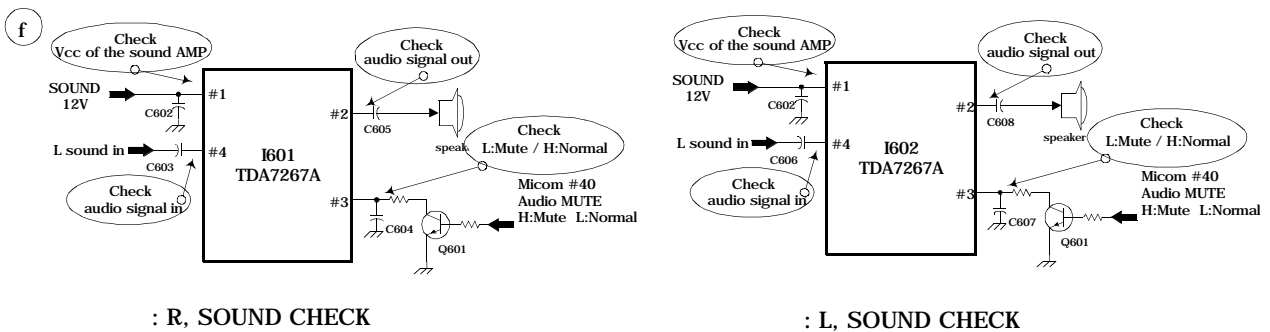 f
Check
Vcc of the sound AMP
Check
audio signal out
SOUND
12V
#1
C602
#2
C605
L sound in
#4
C603
I601
TDA7267A
Check
L:Mute / H:Normal
Check
audio signal in
#3
C604
Q601
Micom #40
Audio MUTE
H:Mute L:Normal
: R, SOUND CHECK
Check
Vcc of the sound AMP
Check
audio signal out
SOUND
12V
#1
C602
#2
C608
speaker
L sound in
#4
C606
I602
TDA7267A
Check
L:Mute / H:Normal
Check
audio signal in
#3
C607
Q601
Micom #40
Audio MUTE
H:Mute L:Normal
: L, SOUND CHECK